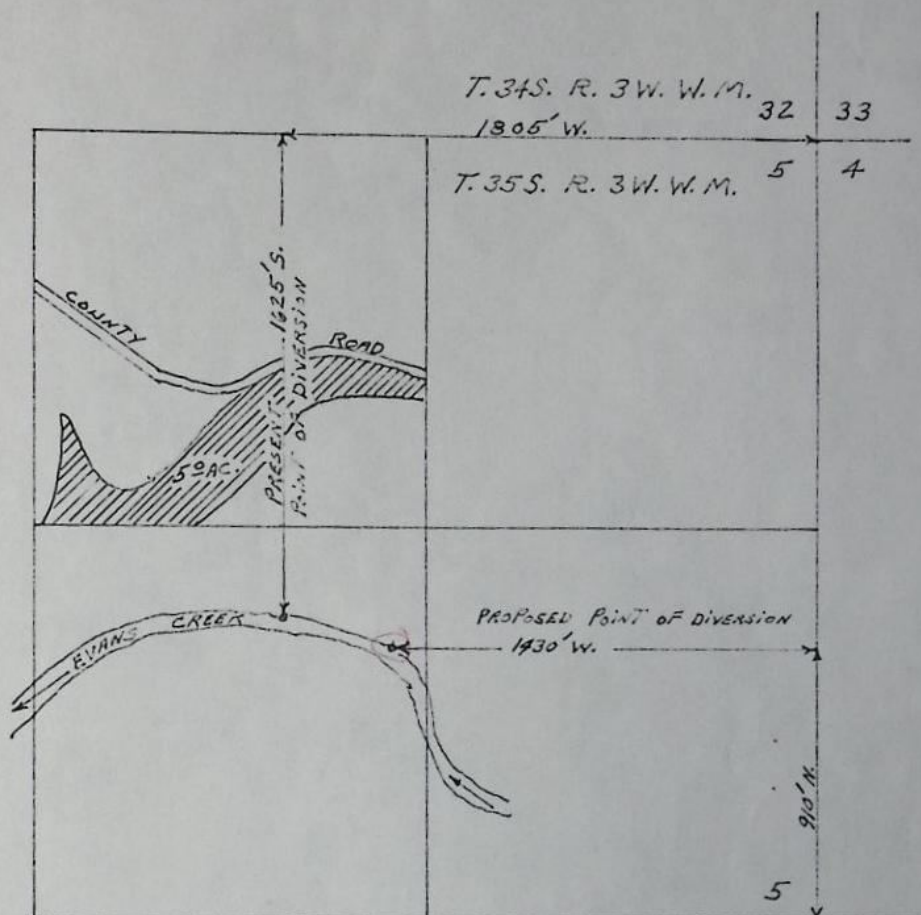 T. 34S. R. 3W. W.M.
32 33
1805' W.
T. 35S. R. 3W. W.M.
5 4
COUNTY ROAD
1625' S.
PRESENT
POINT OF DIVERSION
5.0 AC.
PROPOSED POINT OF DIVERSION
1430' W.
EVANS CREEK
910' N.
5